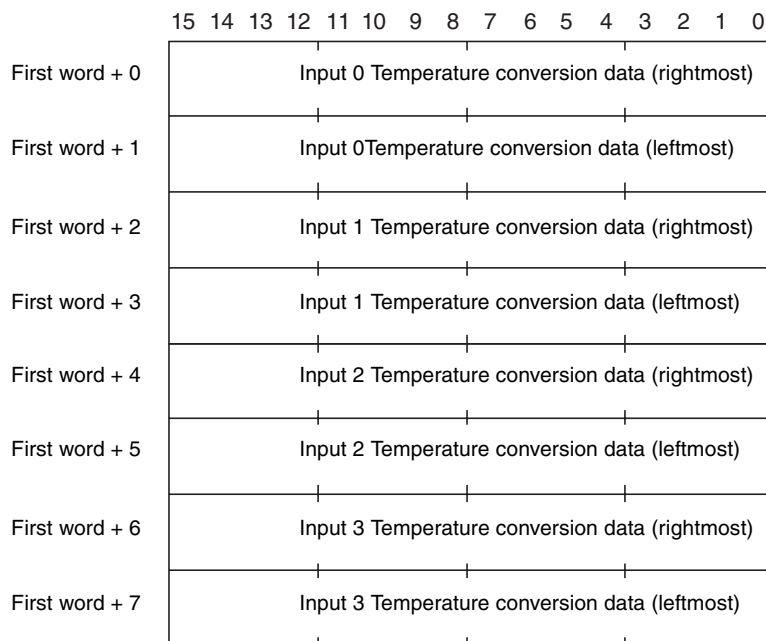 15 14 13 12 11 10 9 8 7 6 5 4 3 2 1 0
First word + 0 Input 0 Temperature conversion data (rightmost)
First word + 1 Input 0Temperature conversion data (leftmost)
First word + 2 Input 1 Temperature conversion data (rightmost)
First word + 3 Input 1 Temperature conversion data (leftmost)
First word + 4 Input 2 Temperature conversion data (rightmost)
First word + 5 Input 2 Temperature conversion data (leftmost)
First word + 6 Input 3 Temperature conversion data (rightmost)
First word + 7 Input 3 Temperature conversion data (leftmost)